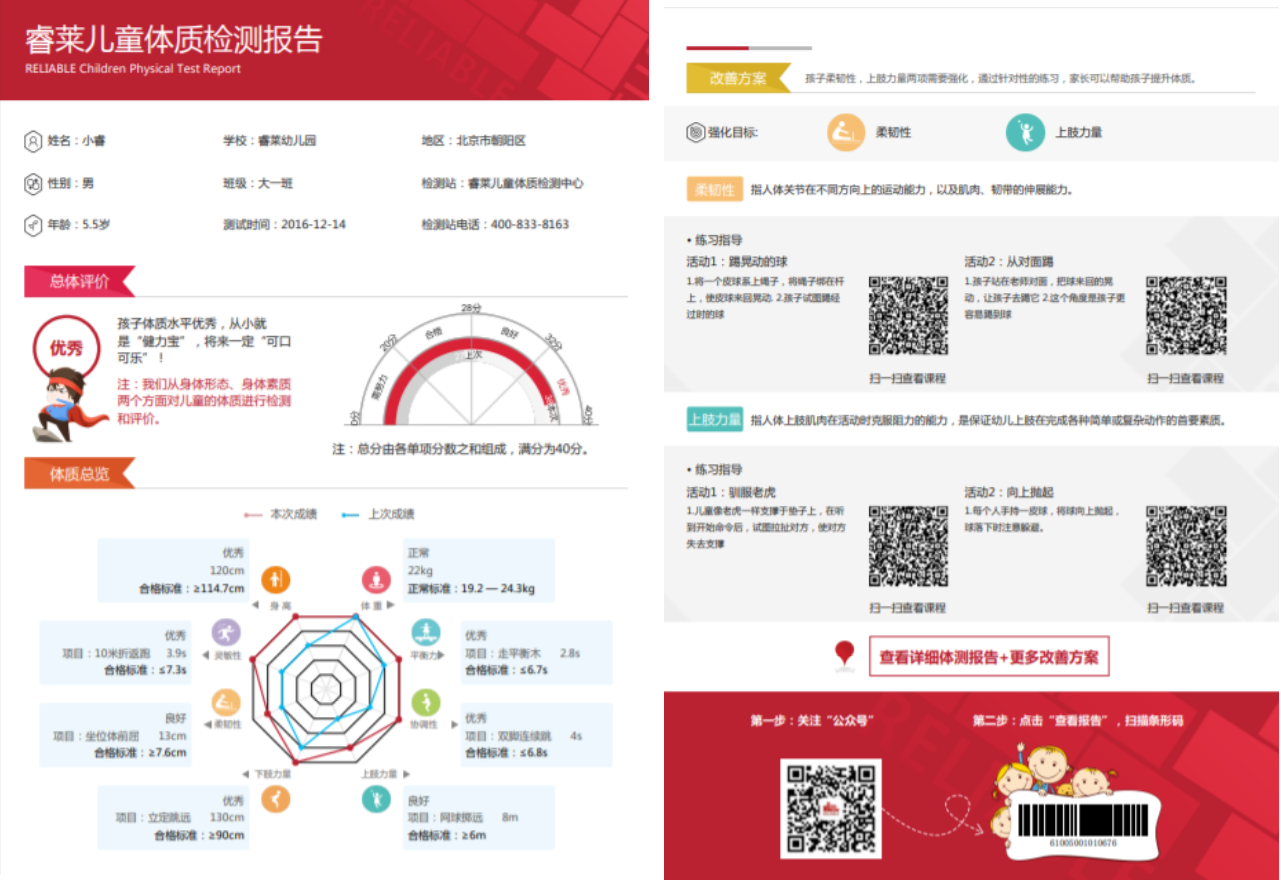 睿莱儿童体质检测报告
RELIABLE Children Physical Test Report
姓名：小睿
学校：睿莱幼儿园
地区：北京市朝阳区
性别：男
班级：大一班
检测站：睿莱儿童体质检测中心
年龄：5.5岁
测试时间：2016-12-14
检测站电话：400-833-8163
总体评价
优秀
孩子体质水平优秀，从小就
是“健力宝”，将来一定“可口
可乐”！
注：我们从身体形态、身体素质
两个方面对儿童的体质进行检测
和评价。
0分
20分
28分
32分
40分
需努力
合格
良好
优秀
上次
本次
注：总分由各单项分数之和组成，满分为40分。
体质总览
本次成绩
上次成绩
优秀
120cm
合格标准：≥114.7cm
正常
22kg
正常标准：19.2 — 24.3kg
身高
体重
优秀
项目：10米折返跑 3.9s
合格标准：≤7.3s
灵敏性
平衡力
优秀
项目：走平衡木 2.8s
合格标准：≤6.7s
良好
项目：坐位体前屈 13cm
合格标准：≥7.6cm
柔韧性
协调性
优秀
项目：双脚连续跳 4s
合格标准：≤6.8s
下肢力量
上肢力量
优秀
项目：立定跳远 130cm
合格标准：≥90cm
良好
项目：网球掷远 8m
合格标准：≥6m
改善方案
孩子柔韧性，上肢力量两项需要强化，通过针对性的练习，家长可以帮助孩子提升体质。
强化目标:
柔韧性
上肢力量
柔韧性
指人体关节在不同方向上的运动能力，以及肌肉、韧带的伸展能力。
• 练习指导
活动1：踢晃动的球
1.将一个皮球系上绳子，将绳子绑在杆
上，使皮球来回晃动. 2.孩子试图踢经
过时的球
扫一扫查看课程
活动2：从对面踢
1.孩子站在老师对面，把球来回的晃
动，让孩子去踢它 2.这个角度是孩子更
容易踢到球
扫一扫查看课程
上肢力量
指人体上肢肌肉在活动时克服阻力的能力，是保证幼儿上肢在完成各种简单或复杂动作的首要素质。
• 练习指导
活动1：驯服老虎
1.儿童像老虎一样支撑于垫子上，在听
到开始命令后，试图拉扯对方，使对方
失去支撑
扫一扫查看课程
活动2：向上抛起
1.每个人手持一皮球，将球向上抛起，
球落下时注意躲避。
扫一扫查看课程
查看详细体测报告+更多改善方案
第一步：关注“公众号”
第二步：点击“查看报告”，扫描条形码
61005001010676